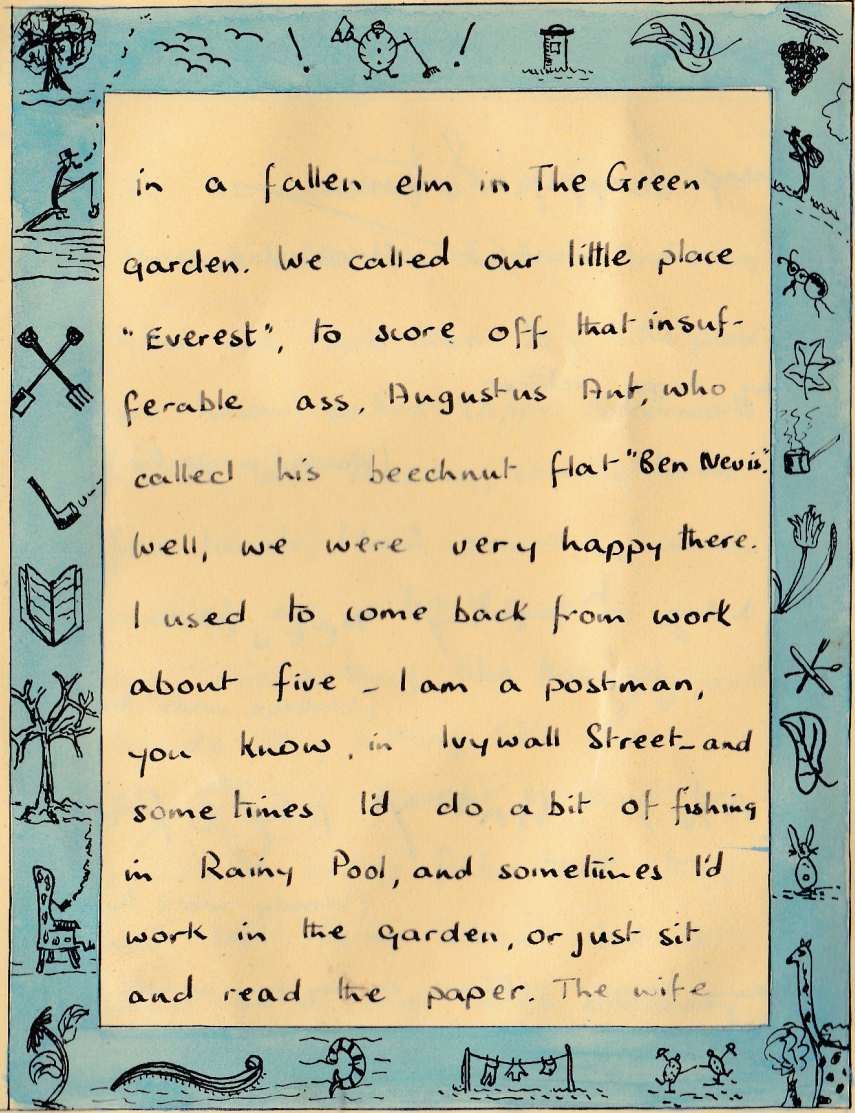 in a fallen elm in The Green
garden. We called our little place
"Everest", to score off that insuf-
ferable ass, Augustus Ant, who
called his beechnut flat "Ben Nevis".
Well, we were very happy there.
I used to come back from work
about five - I am a postman,
you know, in Ivywall Street - and
sometimes I'd do a bit of fishing
in Rainy Pool, and sometimes I'd
work in the garden, or just sit
and read the paper. The wife